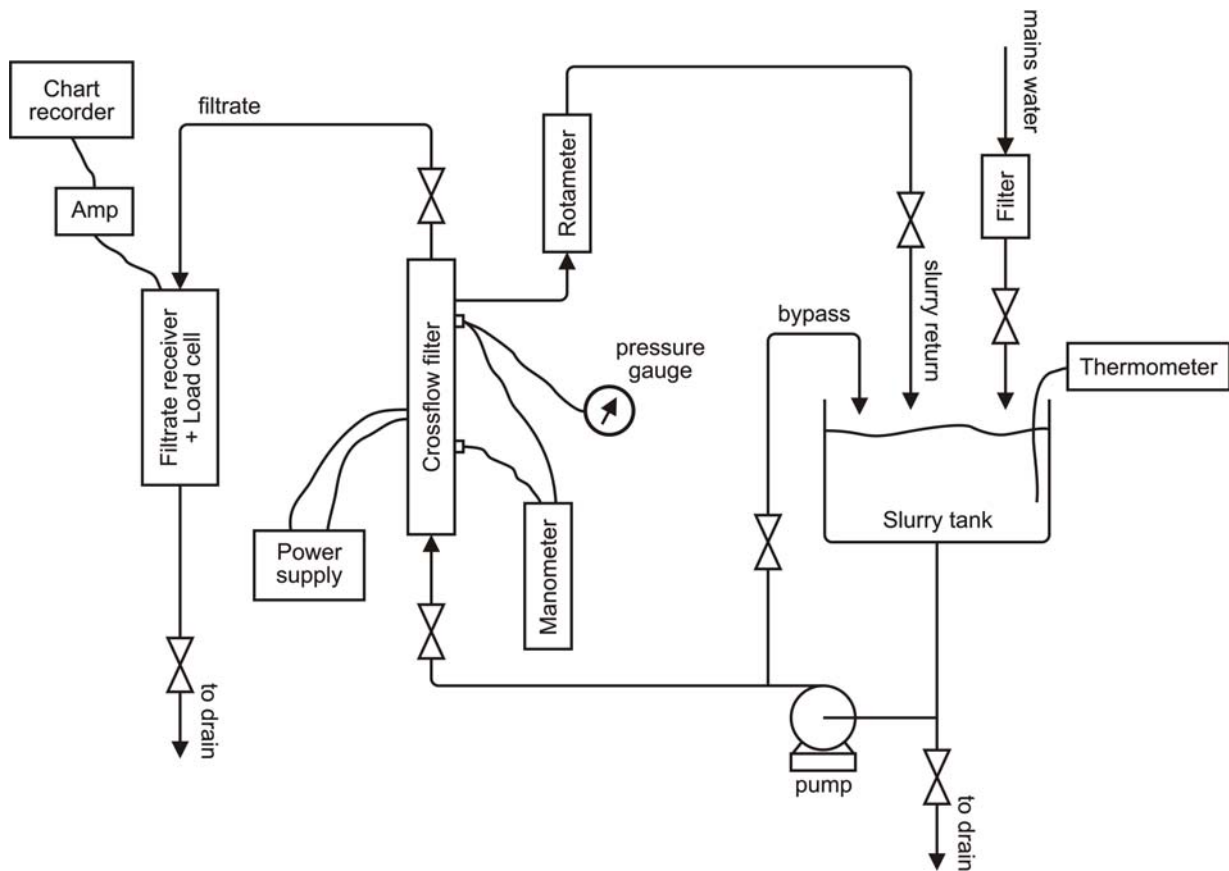 Chart
recorder
Amp
filtrate
Filtrate receiver
+ Load cell
to drain
Power
supply
Crossflow filter
Manometer
pressure
gauge
Rotameter
bypass
slurry return
mains water
Filter
Thermometer
Slurry tank
pump
to drain